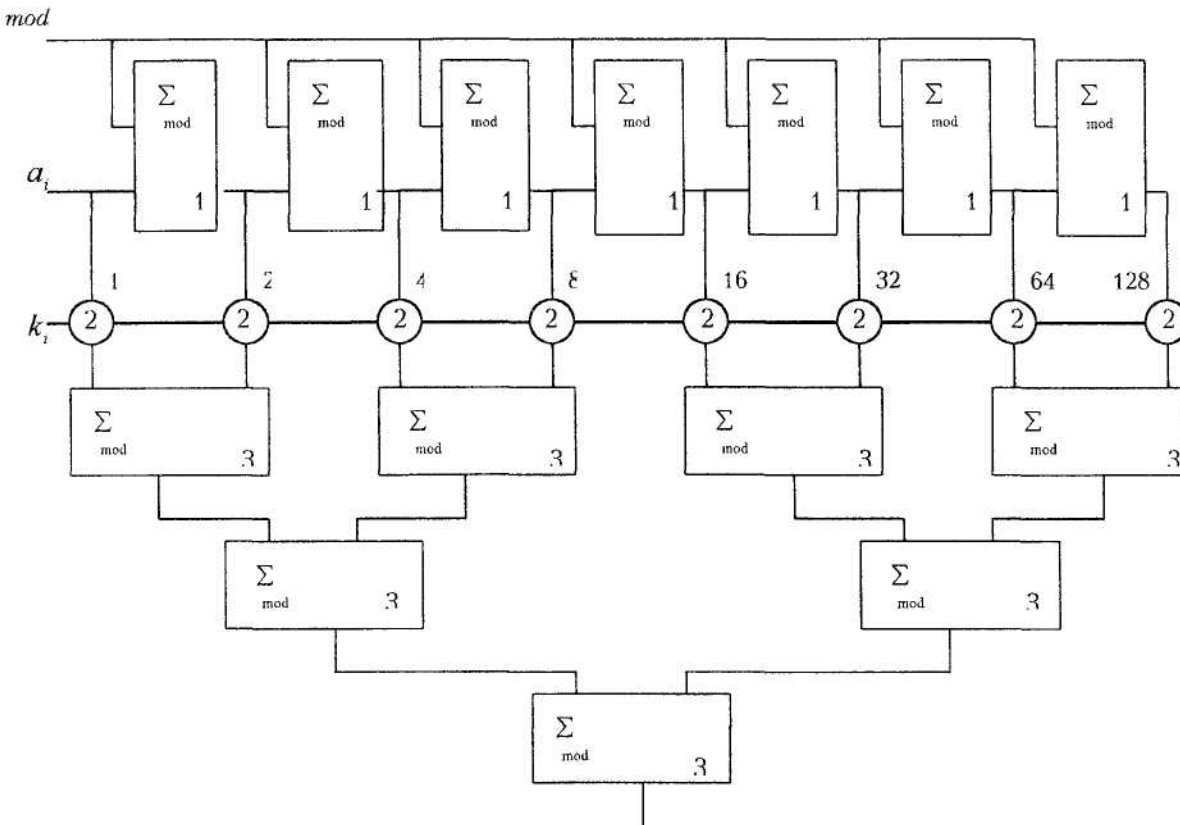 mod
Σ Σ Σ Σ Σ Σ Σ
mod mod mod mod mod mod mod
a_i
1 1 1 1 1 1 1
1 2 4 8 16 32 64 128
k_i 2 2 2 2 2 2 2 2
Σ Σ Σ Σ
mod 3 mod 3 mod 3 mod 3
Σ Σ
mod 3 mod 3
Σ
mod 3